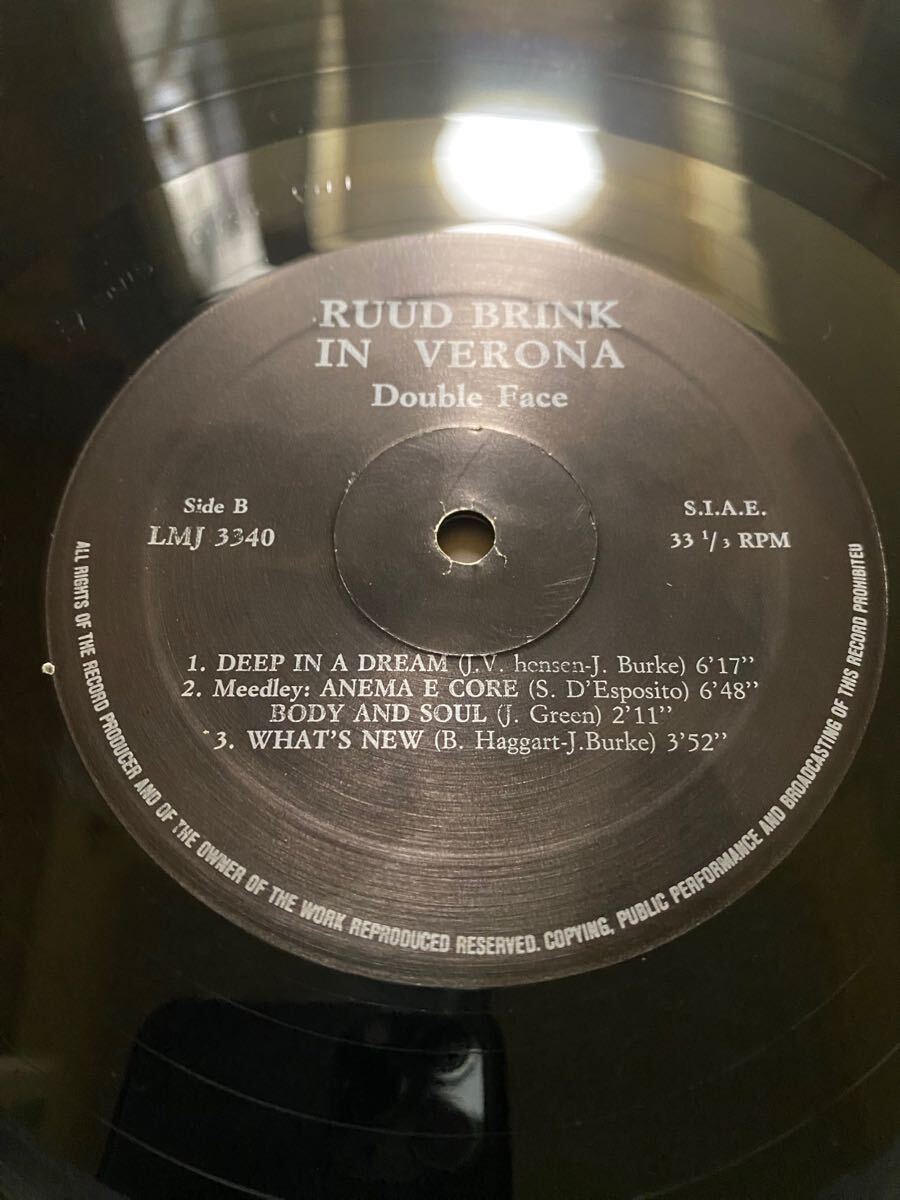 RUUD BRINK
IN VERONA
Double Face
Side B
LMJ 3340
S.I.A.E.
33 1/3 RPM
1. DEEP IN A DREAM (J.V. hensen-J. Burke) 6'17"
2. Meedley: ANEMA E CORE (S. D'Esposito) 6'48"
BODY AND SOUL (J. Green) 2'11"
3. WHAT'S NEW (B. Haggart-J.Burke) 3'52"
ALL RIGHTS OF THE RECORD PRODUCER AND OF THE OWNER OF THE WORK REPRODUCED RESERVED. COPYING, PUBLIC PERFORMANCE AND BROADCASTING OF THIS RECORD PROHIBITEU